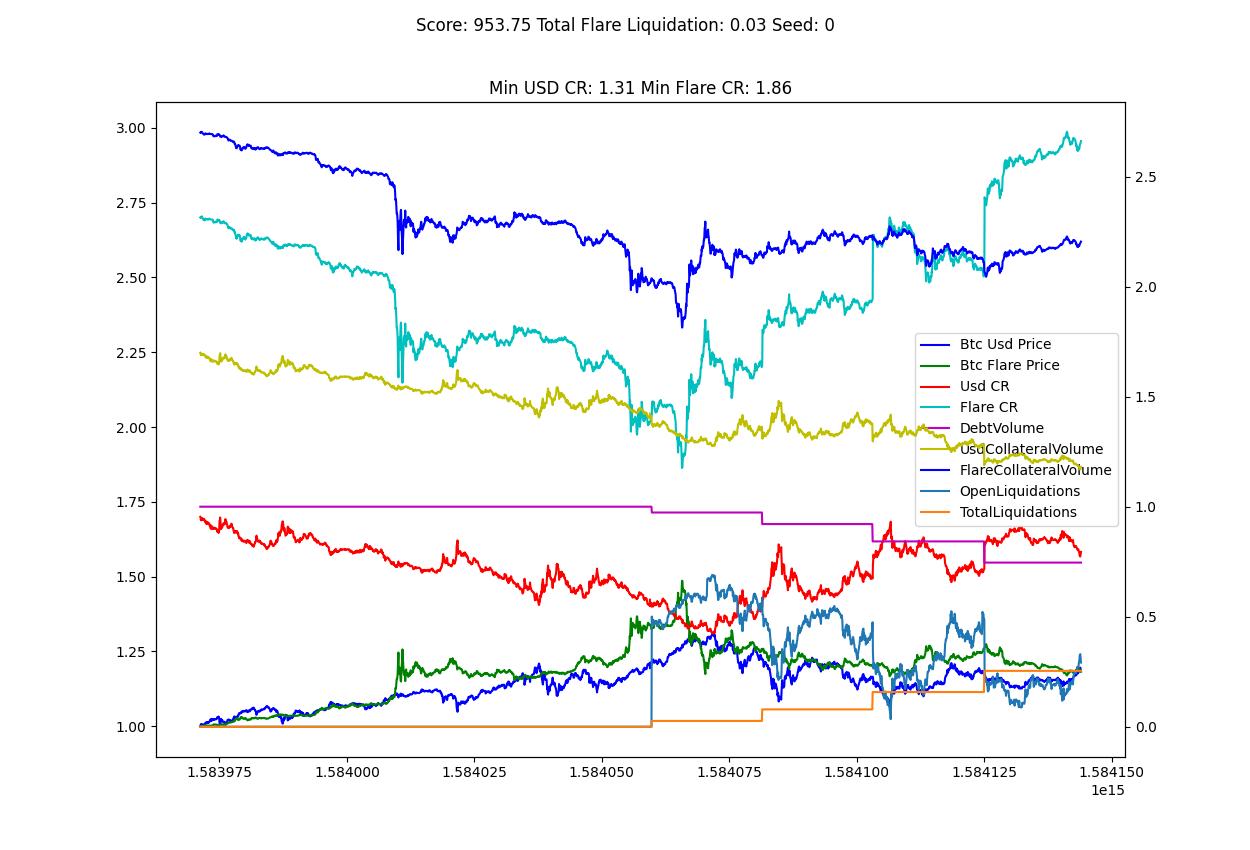 Score: 953.75 Total Flare Liquidation: 0.03 Seed: 0
Min USD CR: 1.31 Min Flare CR: 1.86
3.00
2.75
2.50
2.25
2.00
1.75
1.50
1.25
1.00
2.5
2.0
1.5
1.0
0.5
0.0
Btc Usd Price
Btc Flare Price
Usd CR
Flare CR
DebtVolume
UsdCollateralVolume
FlareCollateralVolume
OpenLiquidations
TotalLiquidations
1.583975 1.584000 1.584025 1.584050 1.584075 1.584100 1.584125 1.584150
1e15